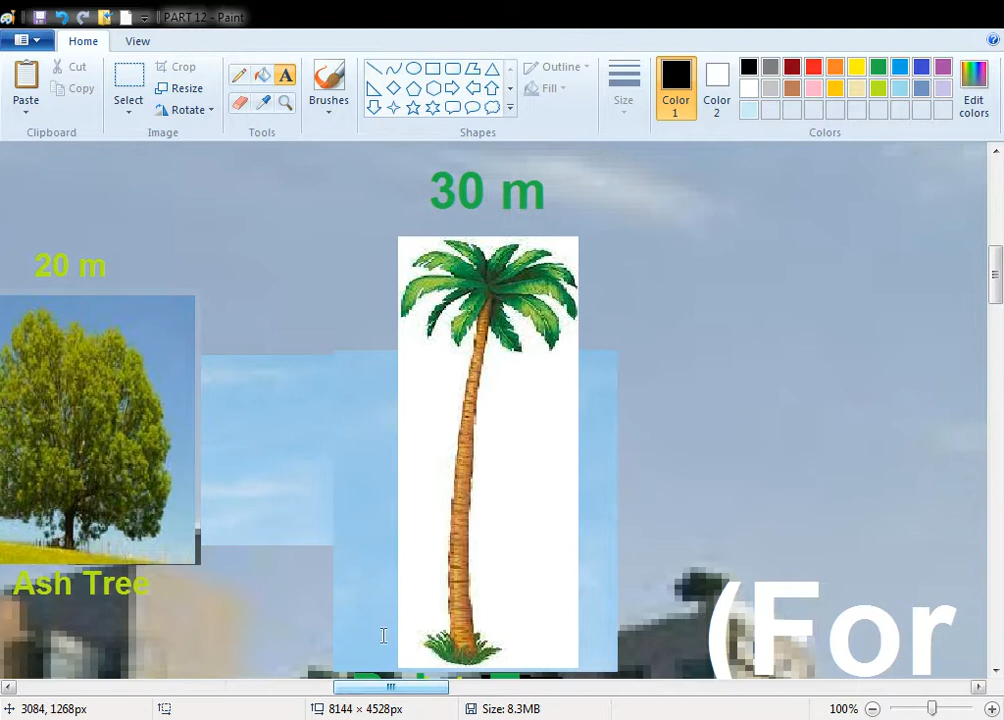 PART 12 - Paint
Home
View
Paste
Cut
Copy
Clipboard
Select
Crop
Resize
Rotate
Image
A
Tools
Brushes
Shapes
Outline
Fill
Size
Color
1
Color
2
Edit
colors
Colors
30 m
20 m
Ash Tree
(For
3084, 1268px
8144 × 4528px
Size: 8.3MB
100%